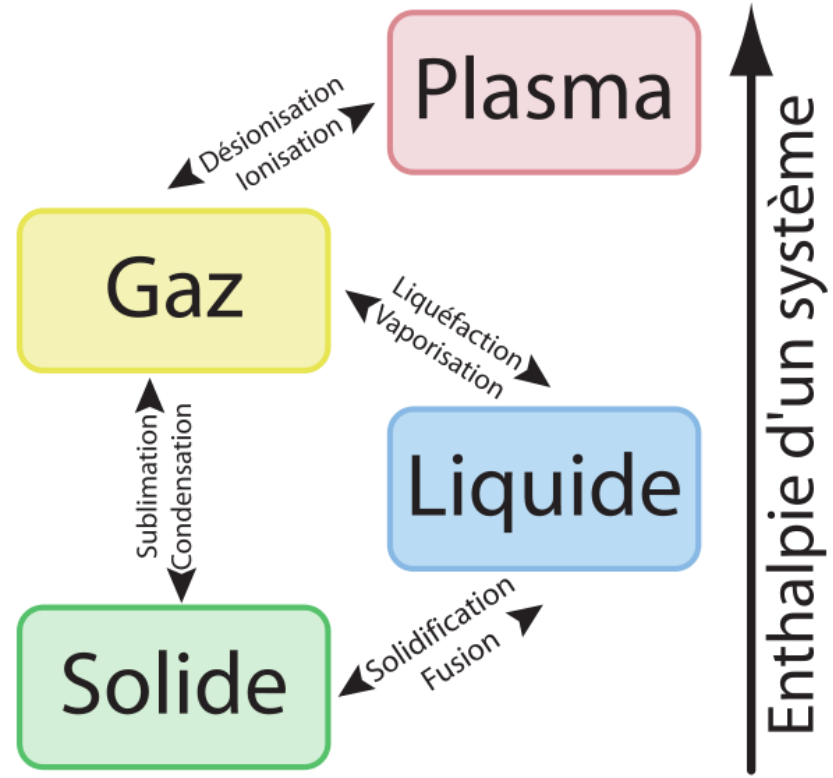 Plasma
Désionisation
Ionisation
Gaz
Liquéfaction
Vaporisation
Sublimation
Condensation
Liquide
Solidification
Fusion
Solide
Enthalpie d'un système